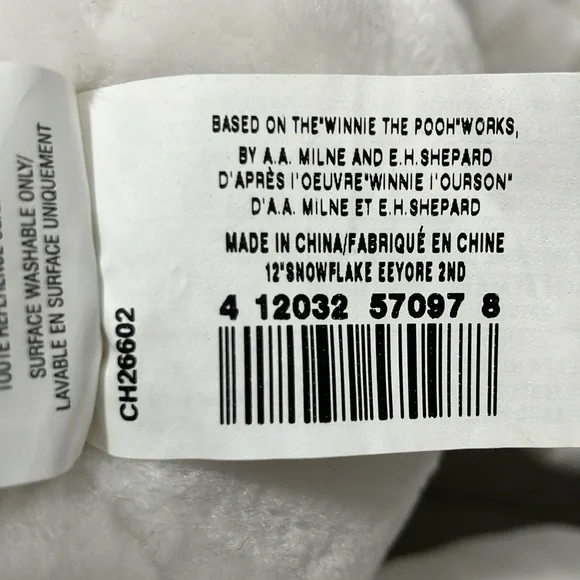 SURFACE WASHABLE ONLY/
LAVABLE EN SURFACE UNIQUEMENT
CH26602
BASED ON THE"WINNIE THE POOH"WORKS,
BY A.A. MILNE AND E.H.SHEPARD
D'APRÈS l'OEUVRE"WINNIE l'OURSON"
D'A.A. MILNE ET E.H.SHEPARD
MADE IN CHINA/FABRIQUÉ EN CHINE
12"SNOWFLAKE EEYORE 2ND
4 12032 57097 8